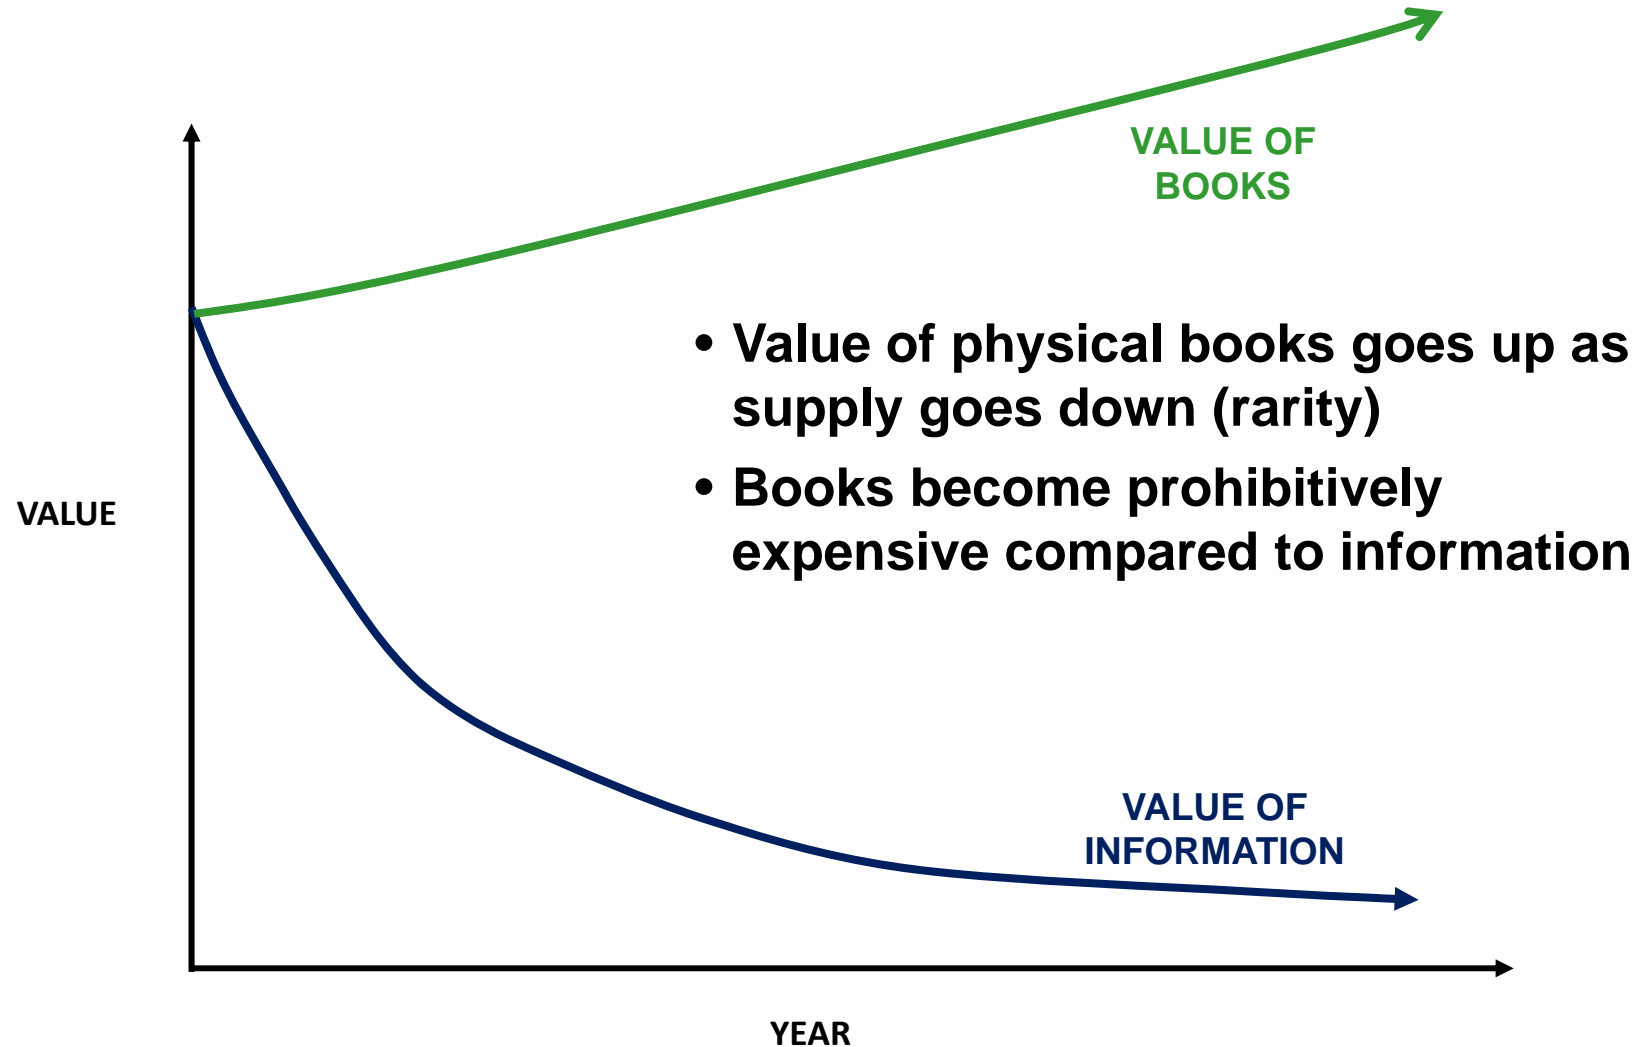 VALUE OF
BOOKS
• Value of physical books goes up as
supply goes down (rarity)
• Books become prohibitively
expensive compared to information
VALUE
VALUE OF
INFORMATION
YEAR